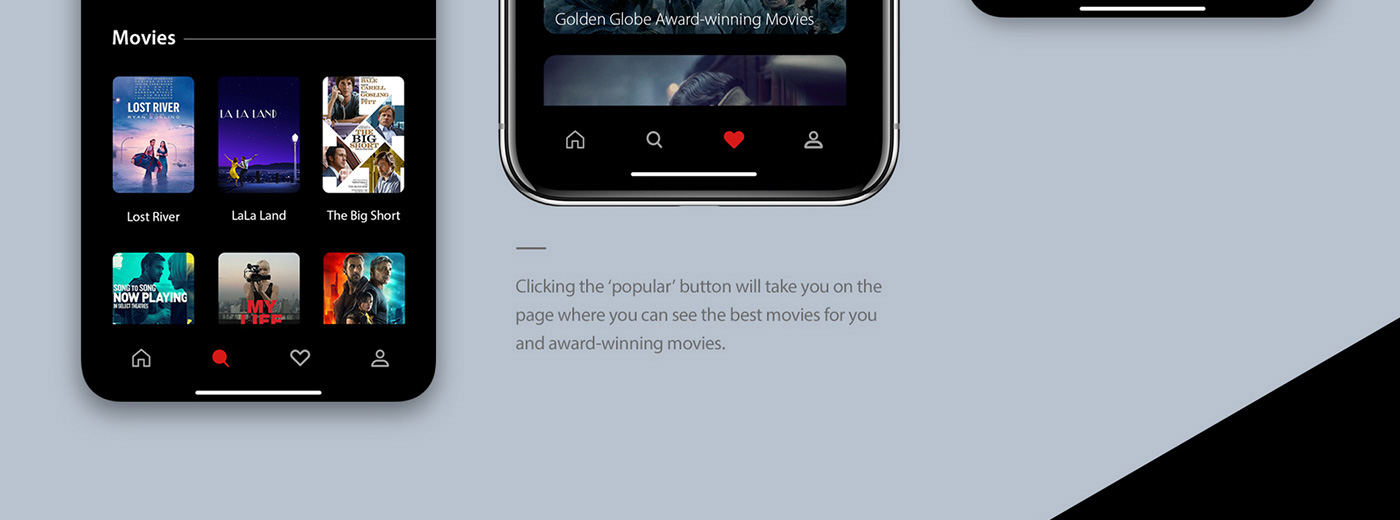 Movies
LOST RIVER
RYAN GOSLING
LA LA LAND
BALE
CARELL
GOSLING
PITT
THE
BIG
SHORT
Lost River
LaLa Land
The Big Short
SONG TO SONG
NOW PLAYING
IN SELECT THEATRES
MY
LIFE
Golden Globe Award-winning Movies
Clicking the ‘popular’ button will take you on the
page where you can see the best movies for you
and award-winning movies.